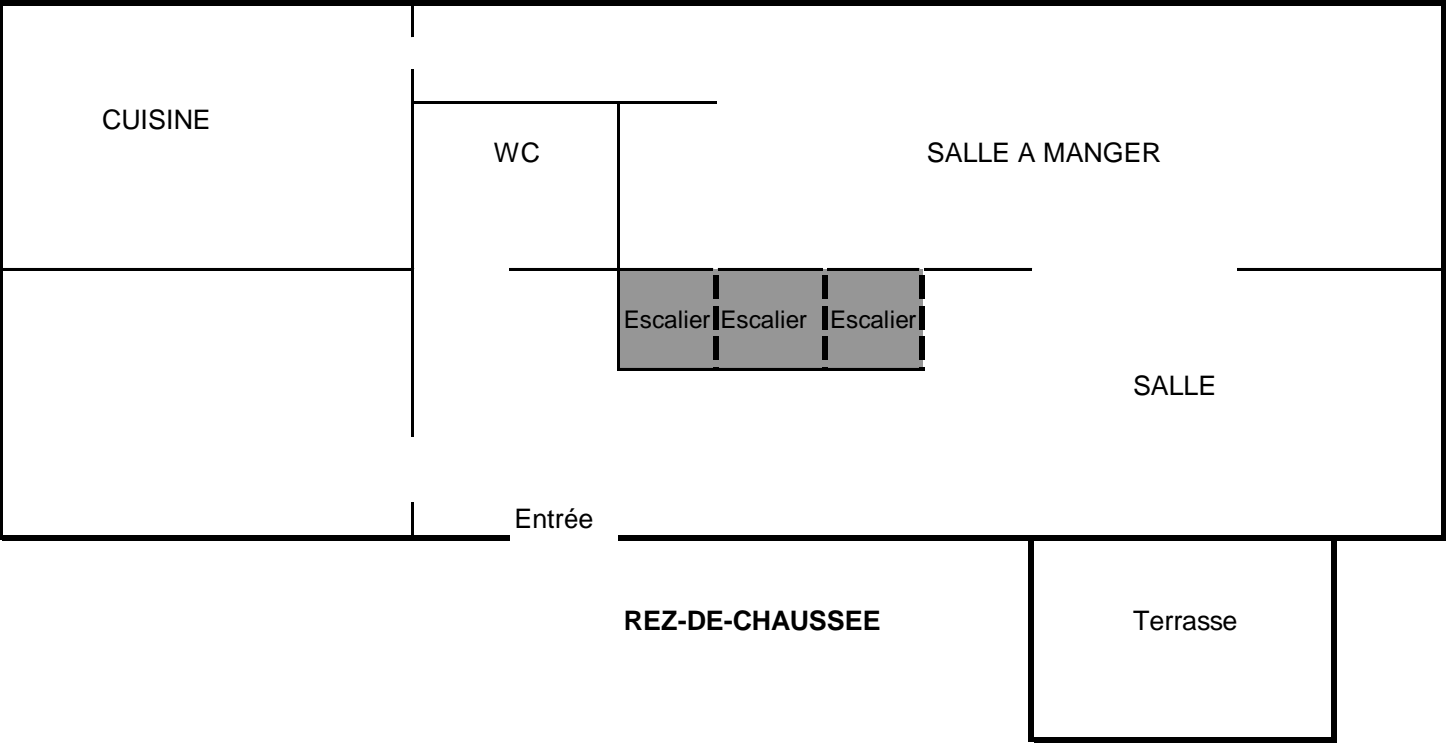 CUISINE
WC
SALLE A MANGER
Escalier Escalier Escalier
SALLE
Entrée
REZ-DE-CHAUSSEE
Terrasse